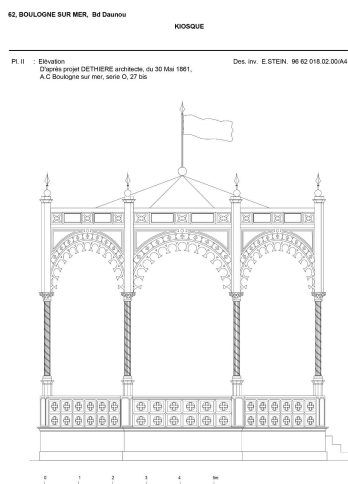 62, BOULOGNE SUR MER, Bd Daunou
KIOSQUE
Pl. II : Elévation Des. inv. E.STEIN. 96 62 018.02.00/A4
D'après projet DETHIERE architecte, du 30 Mai 1861,
A.C Boulogne sur mer, serie O, 27 bis
0 1 2 3 4 5m